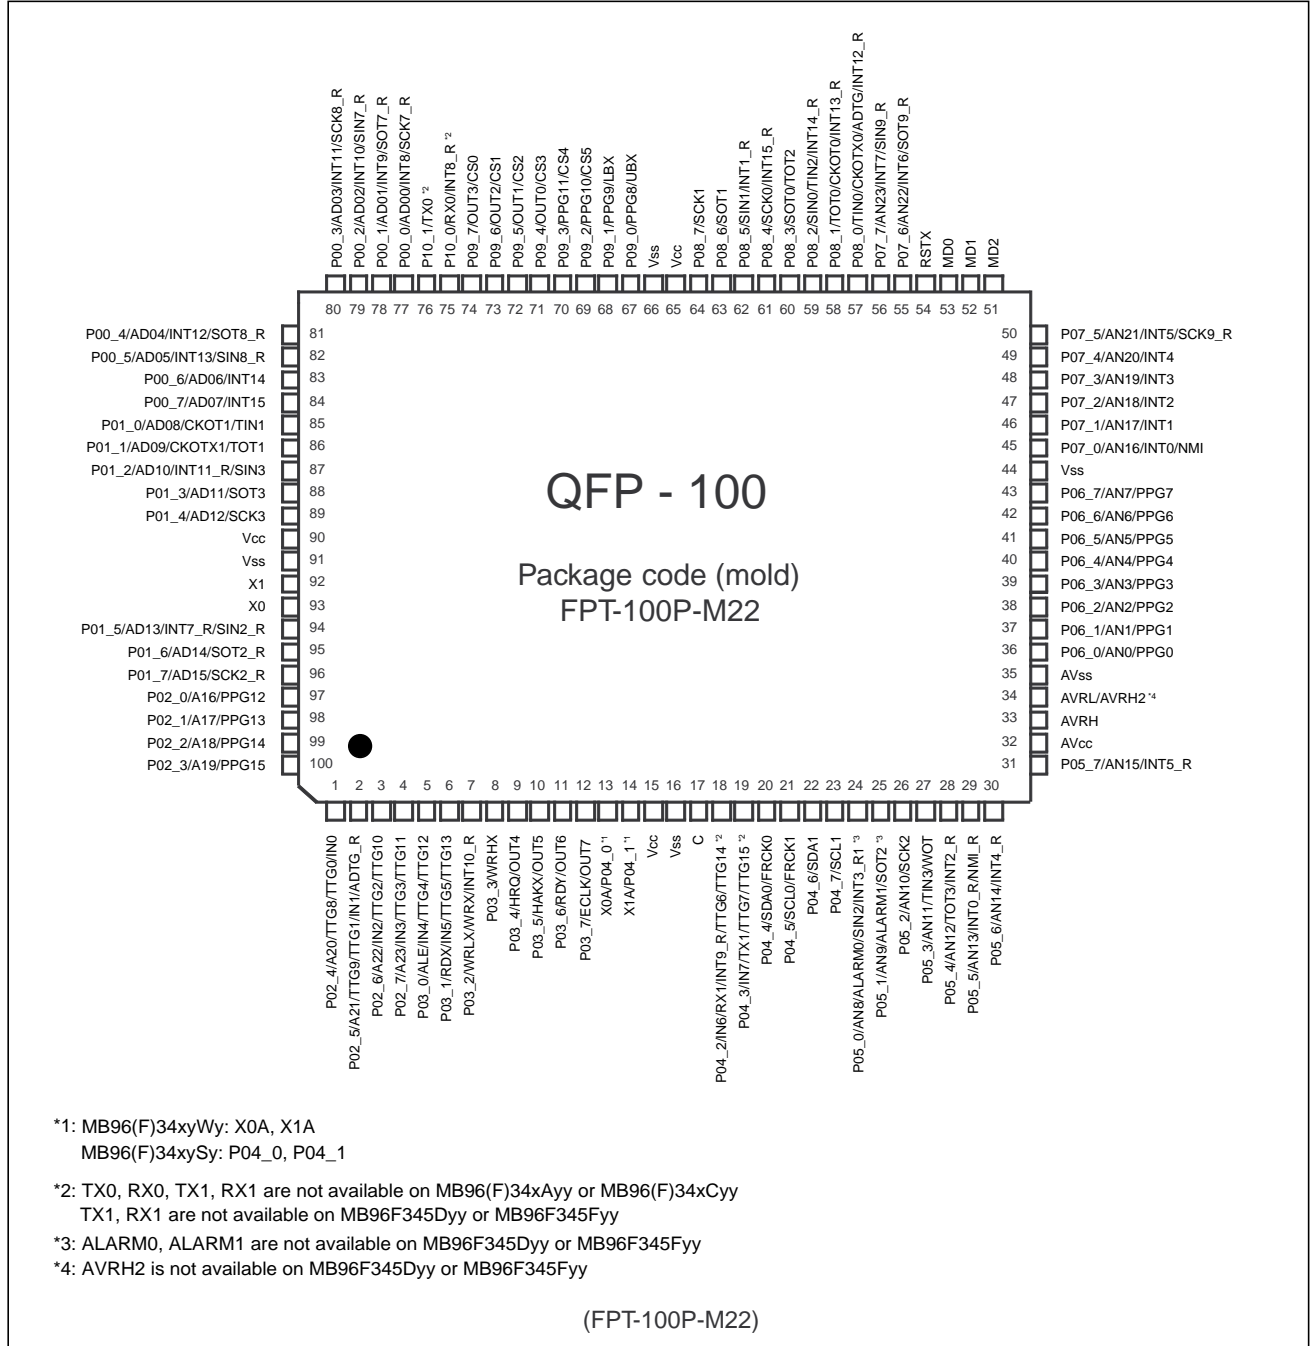 P00_3/AD03/INT11/SCK8_R
P00_2/AD02/INT10/SIN7_R
P00_1/AD01/INT9/SOT7_R
P00_0/AD00/INT8/SCK7_R
P10_1/TX0 *2
P10_0/RX0/INT8_R *2
P09_7/OUT3/CS0
P09_6/OUT2/CS1
P09_5/OUT1/CS2
P09_4/OUT0/CS3
P09_3/PPG11/CS4
P09_2/PPG10/CS5
P09_1/PPG9/LBX
P09_0/PPG8/UBX
Vss
Vcc
P08_7/SCK1
P08_6/SOT1
P08_5/SIN1/INT1_R
P08_4/SCK0/INT15_R
P08_3/SOT0/TOT2
P08_2/SIN0/TIN2/INT14_R
P08_1/TOT0/CKOT0/INT13_R
P08_0/TIN0/CKOTX0/ADTG/INT12_R
P07_7/AN23/INT7/SIN9_R
P07_6/AN22/INT6/SOT9_R
RSTX
MD0
MD1
MD2
80 79 78 77 76 75 74 73 72 71 70 69 68 67 66 65 64 63 62 61 60 59 58 57 56 55 54 53 52 51
P00_4/AD04/INT12/SOT8_R 81
P00_5/AD05/INT13/SIN8_R 82
P00_6/AD06/INT14 83
P00_7/AD07/INT15 84
P01_0/AD08/CKOT1/TIN1 85
P01_1/AD09/CKOTX1/TOT1 86
P01_2/AD10/INT11_R/SIN3 87
P01_3/AD11/SOT3 88
P01_4/AD12/SCK3 89
Vcc 90
Vss 91
X1 92
X0 93
P01_5/AD13/INT7_R/SIN2_R 94
P01_6/AD14/SOT2_R 95
P01_7/AD15/SCK2_R 96
P02_0/A16/PPG12 97
P02_1/A17/PPG13 98
P02_2/A18/PPG14 99
P02_3/A19/PPG15 100
QFP - 100
Package code (mold)
FPT-100P-M22
50 P07_5/AN21/INT5/SCK9_R
49 P07_4/AN20/INT4
48 P07_3/AN19/INT3
47 P07_2/AN18/INT2
46 P07_1/AN17/INT1
45 P07_0/AN16/INT0/NMI
44 Vss
43 P06_7/AN7/PPG7
42 P06_6/AN6/PPG6
41 P06_5/AN5/PPG5
40 P06_4/AN4/PPG4
39 P06_3/AN3/PPG3
38 P06_2/AN2/PPG2
37 P06_1/AN1/PPG1
36 P06_0/AN0/PPG0
35 AVss
34 AVRL/AVRH2 *4
33 AVRH
32 AVcc
31 P05_7/AN15/INT5_R
1 2 3 4 5 6 7 8 9 10 11 12 13 14 15 16 17 18 19 20 21 22 23 24 25 26 27 28 29 30
P02_4/A20/TTG8/TTG0/IN0
P02_5/A21/TTG9/TTG1/IN1/ADTG_R
P02_6/A22/IN2/TTG2/TTG10
P02_7/A23/IN3/TTG3/TTG11
P03_0/ALE/IN4/TTG4/TTG12
P03_1/RDX/IN5/TTG5/TTG13
P03_2/WRLX/WRX/INT10_R
P03_3/WRHX
P03_4/HRQ/OUT4
P03_5/HAKX/OUT5
P03_6/RDY/OUT6
P03_7/ECLK/OUT7
X0A/P04_0 *1
X1A/P04_1 *1
Vcc
Vss
C
P04_2/IN6/RX1/INT9_R/TTG6/TTG14 *2
P04_3/IN7/TX1/TTG7/TTG15 *2
P04_4/SDA0/FRCK0
P04_5/SCL0/FRCK1
P04_6/SDA1
P04_7/SCL1
P05_0/AN8/ALARM0/SIN2/INT3_R1 *3
P05_1/AN9/ALARM1/SOT2 *3
P05_2/AN10/SCK2
P05_3/AN11/TIN3/WOT
P05_4/AN12/TOT3/INT2_R
P05_5/AN13/INT0_R/NMI_R
P05_6/AN14/INT4_R
*1: MB96(F)34xyWy: X0A, X1A
MB96(F)34xySy: P04_0, P04_1
*2: TX0, RX0, TX1, RX1 are not available on MB96(F)34xAyy or MB96(F)34xCyy
TX1, RX1 are not available on MB96F345Dyy or MB96F345Fyy
*3: ALARM0, ALARM1 are not available on MB96F345Dyy or MB96F345Fyy
*4: AVRH2 is not available on MB96F345Dyy or MB96F345Fyy
(FPT-100P-M22)